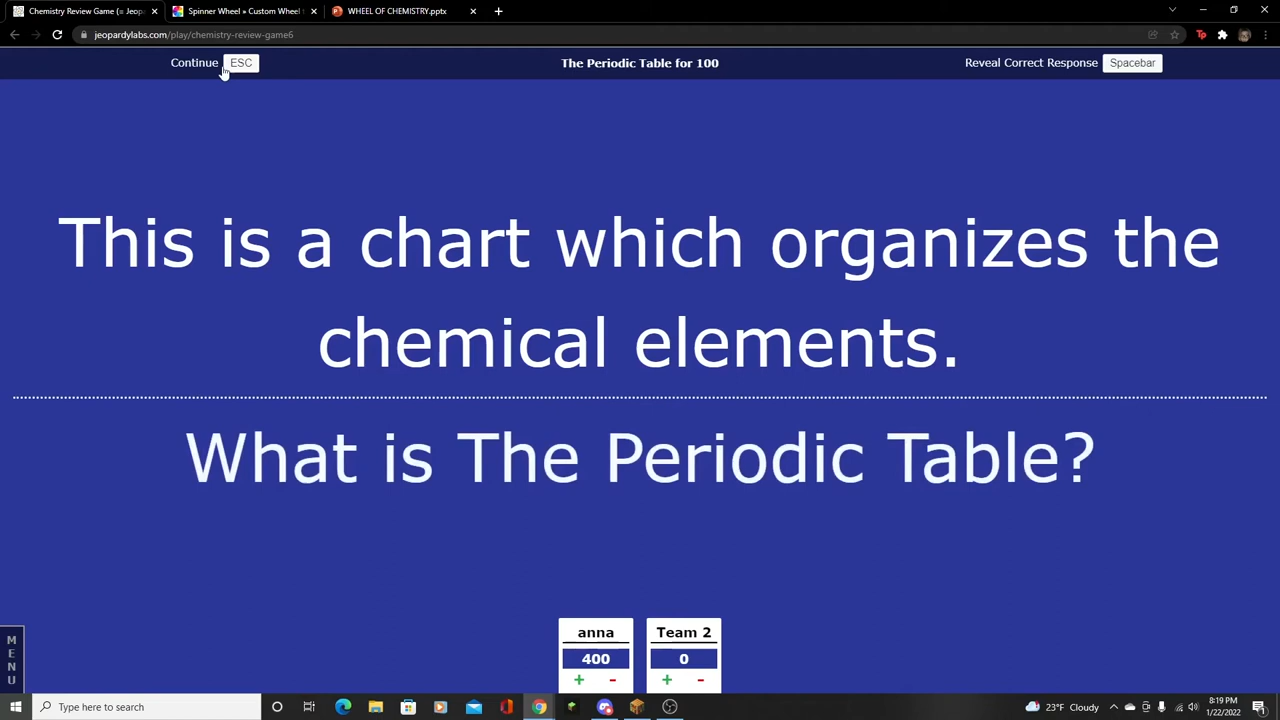 Chemistry Review Game (= Jeop
Spinner Wheel » Custom Wheel
WHEEL OF CHEMISTRY.pptx
jeopardylabs.com/play/chemistry-review-game6
Continue ESC
The Periodic Table for 100
Reveal Correct Response Spacebar
This is a chart which organizes the
chemical elements.
What is The Periodic Table?
MENU
anna
400
+ -
Team 2
0
+ -
Type here to search
23°F Cloudy
8:19 PM
1/22/2022